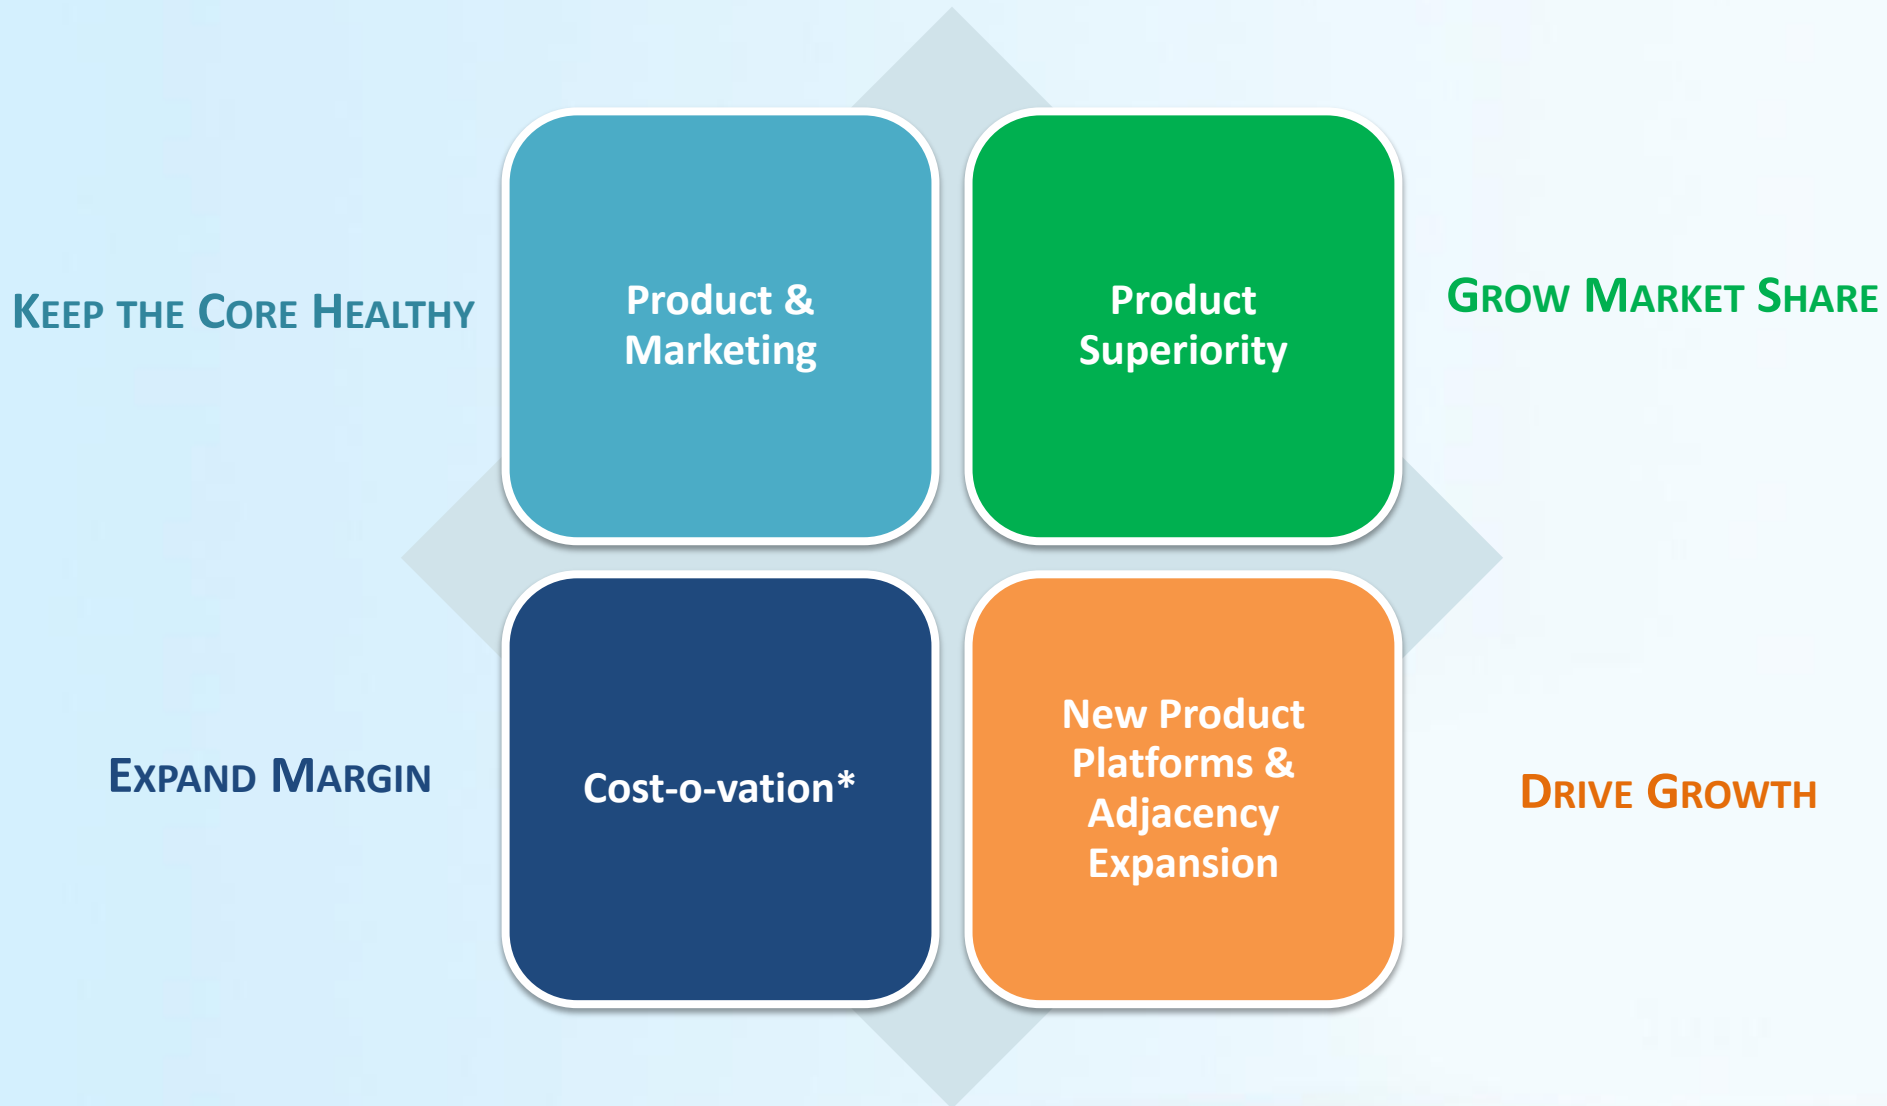 KEEP THE CORE HEALTHY
Product &
Marketing
Product
Superiority
GROW MARKET SHARE
EXPAND MARGIN
Cost-o-vation*
New Product
Platforms &
Adjacency
Expansion
DRIVE GROWTH